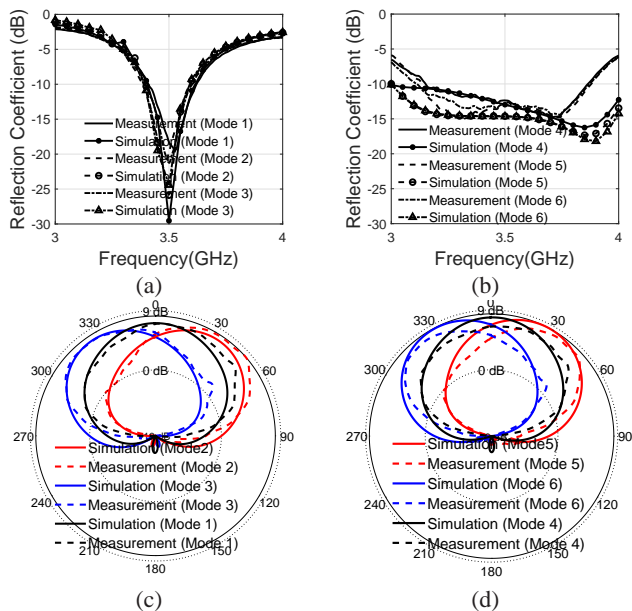 Reflection Coefficient (dB)
0
-5
-10
-15
-20
-25
-30
Measurement (Mode 1)
Simulation (Mode 1)
Measurement (Mode 2)
Simulation (Mode 2)
Measurement (Mode 3)
Simulation (Mode 3)
3
3.5
4
Frequency(GHz)
(a)
Reflection Coefficient (dB)
0
-5
-10
-15
-20
-25
-30
Measurement (Mode 4)
Simulation (Mode 4)
Measurement (Mode 5)
Simulation (Mode 5)
Measurement (Mode 6)
Simulation (Mode 6)
3
3.5
4
Frequency(GHz)
(b)
0
9 dB
330
30
300
0 dB
60
270
90
Simulation (Mode2)
Measurement (Mode 2)
Simulation (Mode 3)
240
120
Measurement (Mode 3)
Simulation (Mode 1)
Measurement (Mode 1)
210
150
180
(c)
0
9 dB
330
30
300
0 dB
60
270
90
Simulation (Mode5)
Measurement (Mode 5)
Simulation (Mode 6)
240
120
Measurement (Mode 6)
Simulation (Mode 4)
Measurement (Mode 4)
210
150
180
(d)